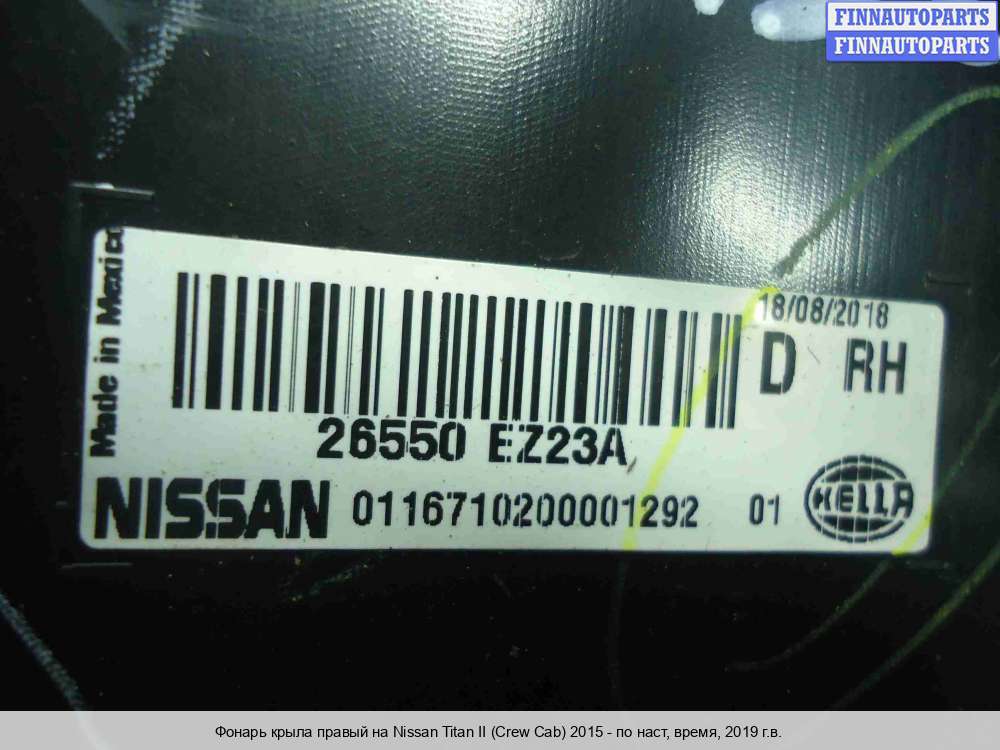 FINNAUTOPARTS
FINNAUTOPARTS
Made in Mexico
18/08/2018
D RH
26550 EZ23A
NISSAN 0116710200001292 01 HELLA
Фонарь крыла правый на Nissan Titan II (Crew Cab) 2015 - по наст, время, 2019 г.в.